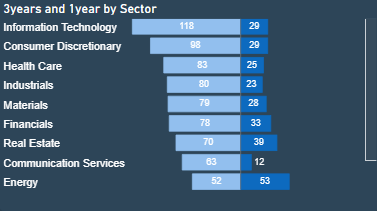 3years and 1year by Sector
Information Technology 118 29
Consumer Discretionary 98 29
Health Care 83 25
Industrials 80 23
Materials 79 28
Financials 78 33
Real Estate 70 39
Communication Services 63 12
Energy 52 53